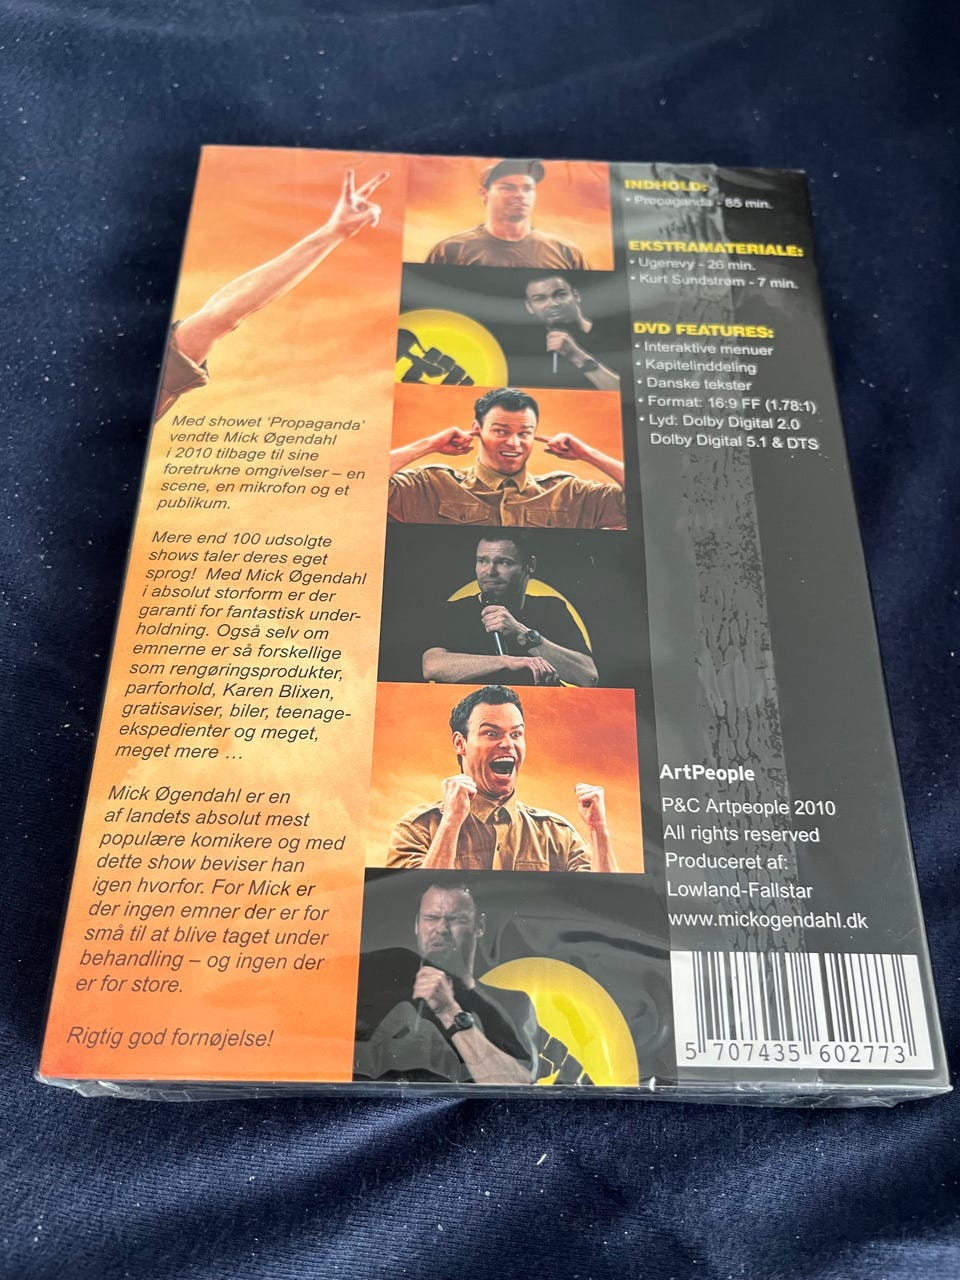 Med showet ‘Propaganda’
vendte Mick Øgendahl
i 2010 tilbage til sine
foretrukne omgivelser – en
scene, en mikrofon og et
publikum.
Mere end 100 udsolgte
shows taler deres eget
sprog! Med Mick Øgendahl
i absolut storform er der
garanti for fantastisk under-
holdning. Også selv om
emnerne er så forskellige
som rengøringsprodukter,
parforhold, Karen Blixen,
gratisaviser, biler, teenage-
ekspedienter og meget,
meget mere …
Mick Øgendahl er en
af landets absolut mest
populære komikere og med
dette show beviser han
igen hvorfor. For Mick er
der ingen emner der er for
små til at blive taget under
behandling – og ingen der
er for store.
Rigtig god fornøjelse!
INDHOLD:
• Propaganda - 85 min.
EKSTRAMATERIALE:
• Ugerevy - 26 min.
• Kurt Sundstrøm - 7 min.
DVD FEATURES:
• Interaktive menuer
• Kapitelinddeling
• Danske tekster
• Format: 16:9 FF (1.78:1)
• Lyd: Dolby Digital 2.0
Dolby Digital 5.1 & DTS
ArtPeople
P&C Artpeople 2010
All rights reserved
Produceret af:
Lowland-Fallstar
www.mickogendahl.dk
5 707435 602773